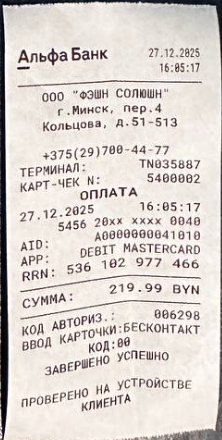 Альфа Банк 27.12.2025
16:05:17
ООО "ФЭШН СОЛЮШН"
г.Минск, пер.4
Кольцова, д.51-513
+375(29)700-44-77
ТЕРМИНАЛ: TN035887
КАРТ-ЧЕК N: 5400002
ОПЛАТА
27.12.2025 16:05:17
5456 20xx xxxx 0040
AID: A0000000041010
APP: DEBIT MASTERCARD
RRN: 536 102 977 466
СУММА: 219.99 BYN
КОД АВТОРИЗ.: 006298
ВВОД КАРТОЧКИ:БЕСКОНТАКТ
КОД:00
ЗАВЕРШЕНО УСПЕШНО
ПРОВЕРЕНО НА УСТРОЙСТВЕ
КЛИЕНТА